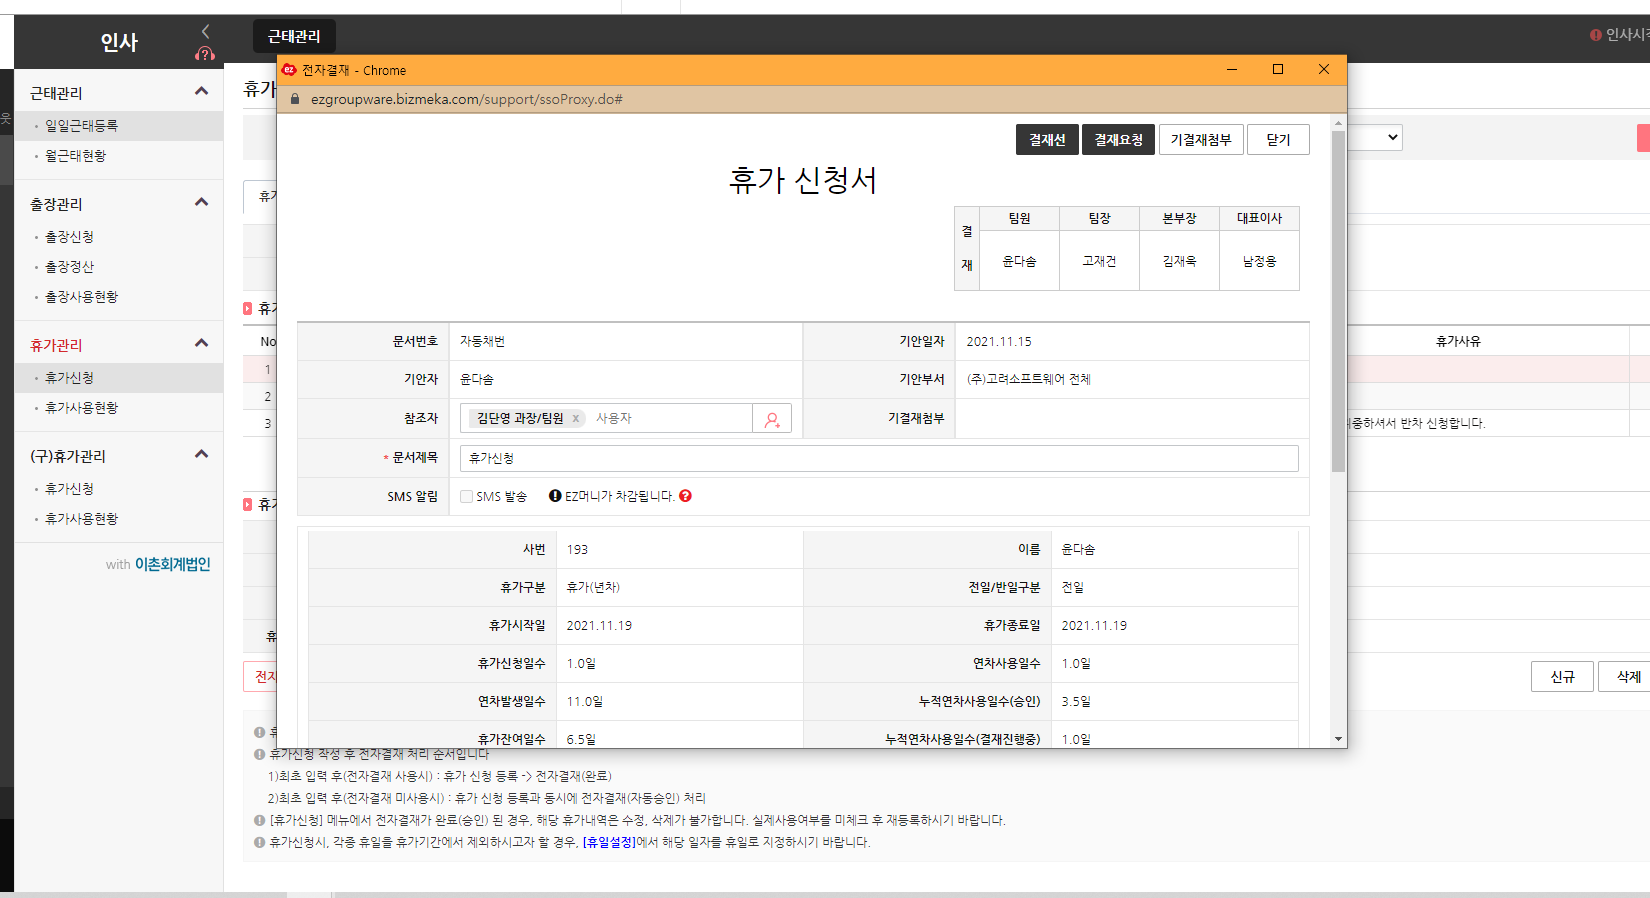 인사
근태관리
인사시
근태관리
일일근태등록
월근태현황
출장관리
출장신청
출장정산
출장사용현황
휴가관리
휴가신청
휴가사용현황
(구)휴가관리
휴가신청
휴가사용현황
with 이촌회계법인
전자결재 - Chrome
ezgroupware.bizmeka.com/support/ssoProxy.do#
결재선 결재요청 기결재첨부 닫기
휴가 신청서
결재 팀원 팀장 본부장 대표이사
윤다솜 고재건 김재욱 남정용
문서번호 자동채번 기안일자 2021.11.15
기안자 윤다솜 기안부서 (주)고려소프트웨어 전체
참조자 김단영 과장/팀원 x 사용자 기결재첨부
* 문서제목 휴가신청
SMS 알림 SMS 발송 EZ머니가 차감됩니다.
사번 193 이름 윤다솜
휴가구분 휴가(년차) 전일/반일구분 전일
휴가시작일 2021.11.19 휴가종료일 2021.11.19
휴가신청일수 1.0일 연차사용일수 1.0일
연차발생일수 11.0일 누적연차사용일수(승인) 3.5일
휴가잔여일수 6.5일 누적연차사용일수(결재진행중) 1.0일
휴가
휴가
휴가
No 휴가사유
1
2
3 중하셔서 반차 신청합니다.
휴가
휴
전자
신규 삭제
휴
휴가신청 작성 후 전자결재 처리 순서입니다
1)최초 입력 후(전자결재 사용시) : 휴가 신청 등록 -> 전자결재(완료)
2)최초 입력 후(전자결재 미사용시) : 휴가 신청 등록과 동시에 전자결재(자동승인) 처리
[휴가신청] 메뉴에서 전자결재가 완료(승인) 된 경우, 해당 휴가내역은 수정, 삭제가 불가합니다. 실제사용여부를 미체크 후 재등록하시기 바랍니다.
휴가신청시, 각종 휴일을 휴가기간에서 제외하시고자 할 경우, [휴일설정]에서 해당 일자를 휴일로 지정하시기 바랍니다.